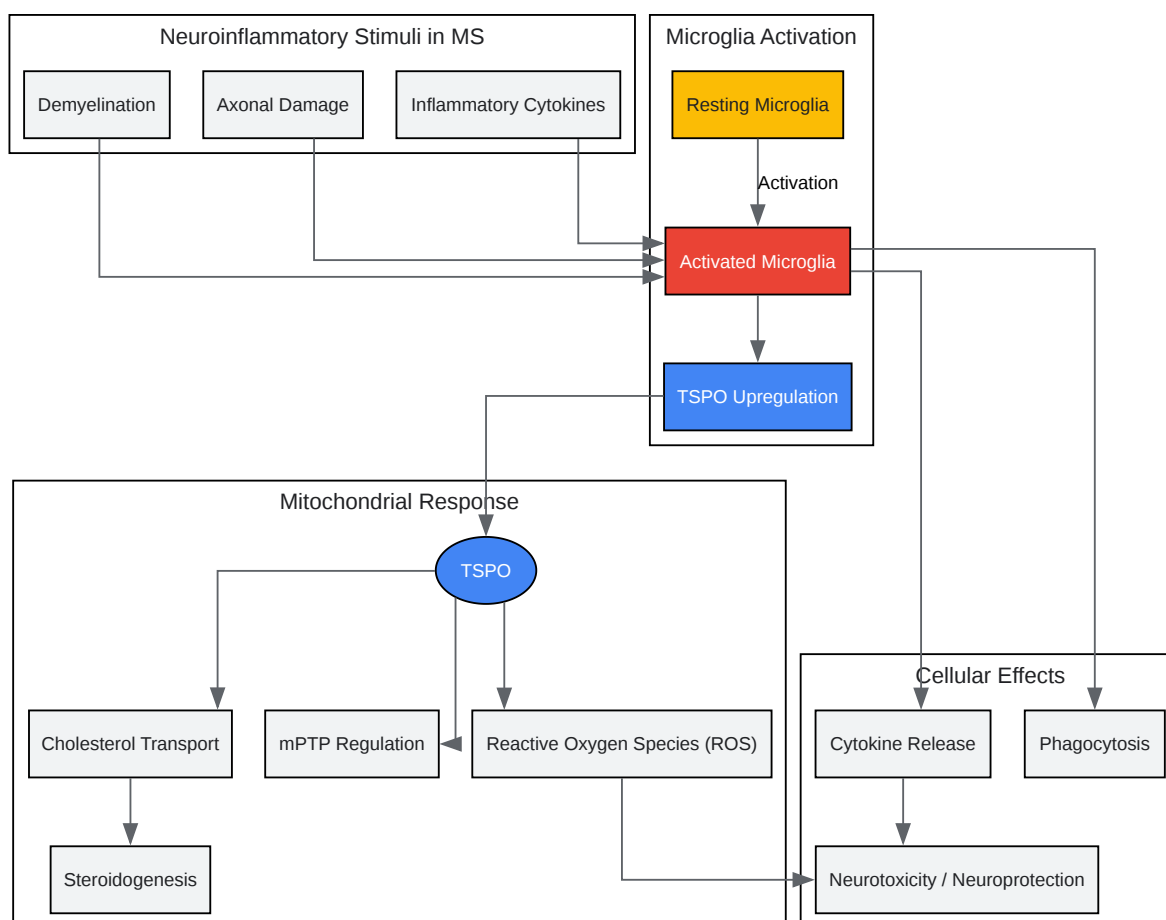 Neuroinflammatory Stimuli in MS
Demyelination
Axonal Damage
Inflammatory Cytokines
Microglia Activation
Resting Microglia
Activation
Activated Microglia
TSPO Upregulation
Mitochondrial Response
TSPO
Cholesterol Transport
mPTP Regulation
Reactive Oxygen Species (ROS)
Steroidogenesis
Cellular Effects
Cytokine Release
Phagocytosis
Neurotoxicity / Neuroprotection